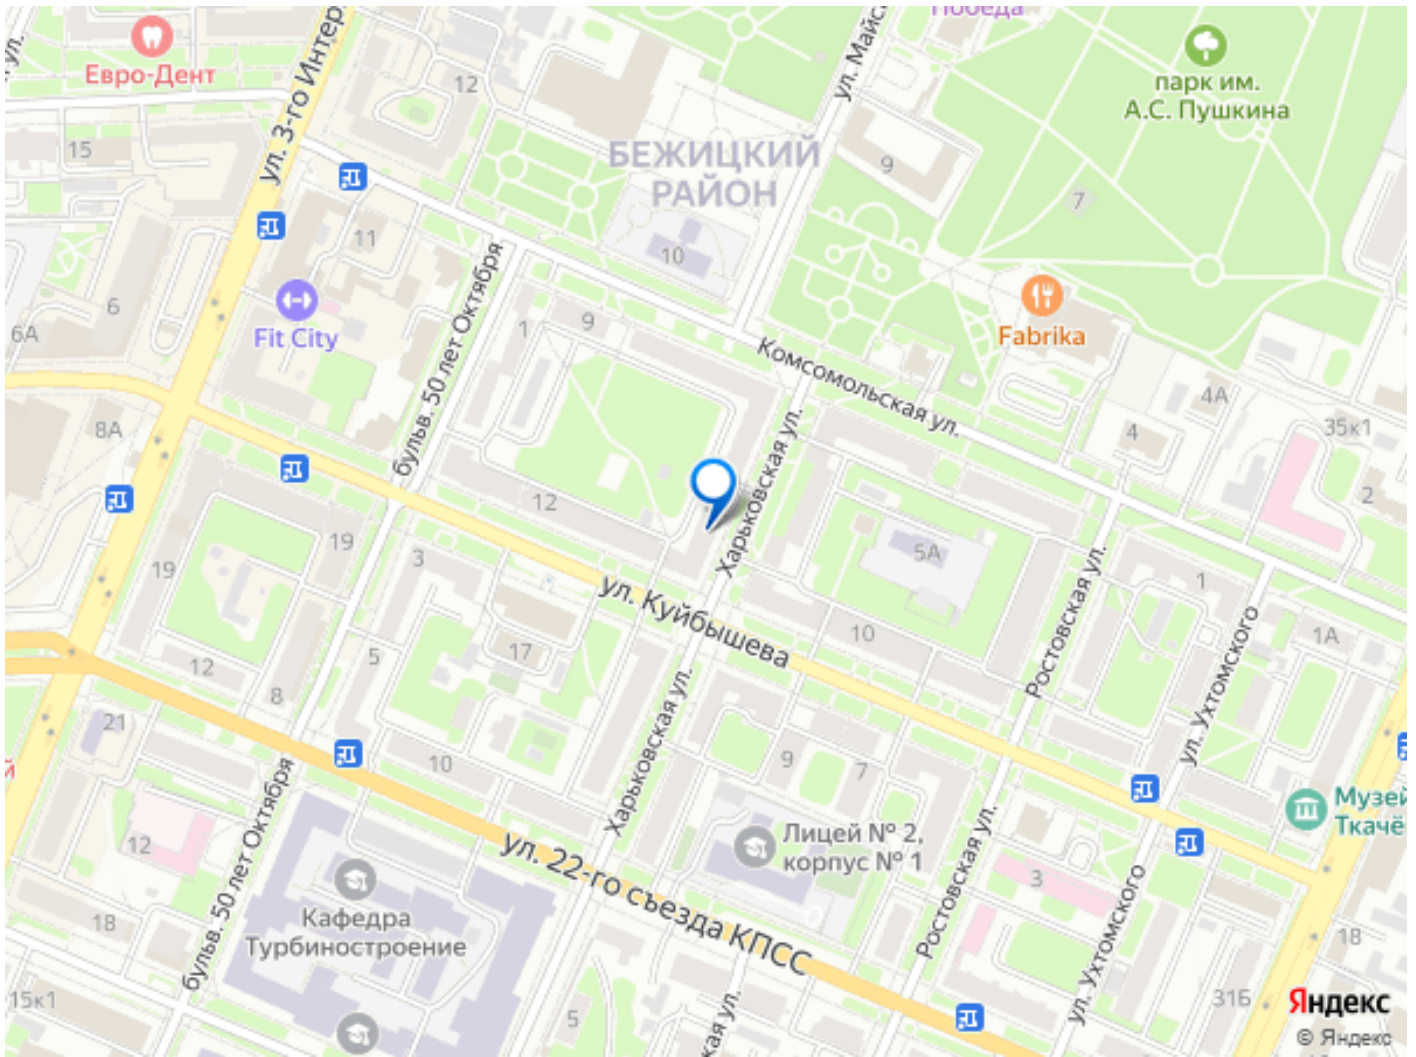 Победа
ул. Майск
Евро-Дент
ул. 3-го Интер
12
парк им.
А.С. Пушкина
15
БЕЖИЦКИЙ
РАЙОН
9
7
11
10
6
6А
Fit City
бульв. 50 лет Октября
1
9
Fabrika
Комсомольская ул.
4А
4
35к1
8А
Харьковская ул.
12
2
19
3
5А
19
ул. Куйбышева
1
Ростовская ул.
10
1А
ул. Ухтомского
17
5
12
8
Харьковская ул.
21
й
10
9
7
бульв. 50 лет Октября
Музей
Ткачё
12
ул. 22-го съезда КПСС
Лицей № 2,
корпус № 1
Ростовская ул.
3
Кафедра
Турбиностроение
18
ул. Ухтомского
18
15к1
5
кая ул.
31Б
Яндекс
© Яндекс